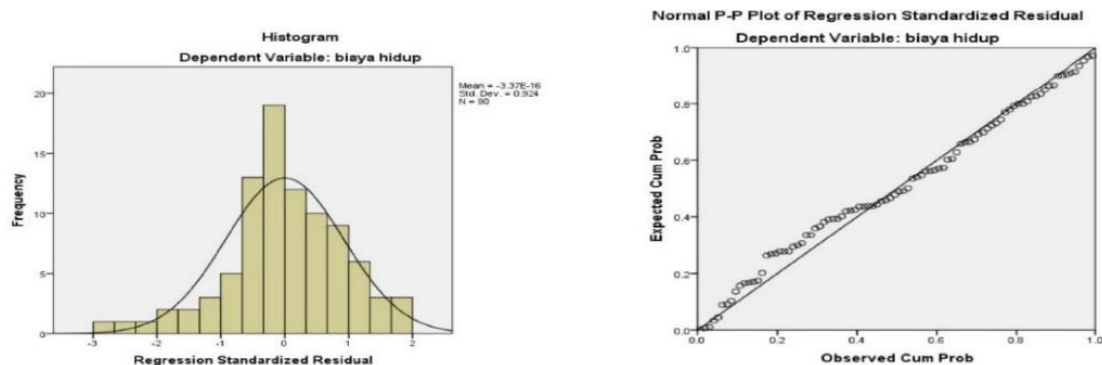 Histogram
Dependent Variable: biaya hidup
Mean = -3.37E-16
Std. Dev. = 0.924
N = 90
20
15
10
5
0
Frequency
-3 -2 -1 0 1 2
Regression Standardized Residual
Normal P-P Plot of Regression Standardized Residual
Dependent Variable: biaya hidup
1.0
0.8
0.6
0.4
0.2
0.0
Expected Cum Prob
0.0 0.2 0.4 0.6 0.8 1.0
Observed Cum Prob